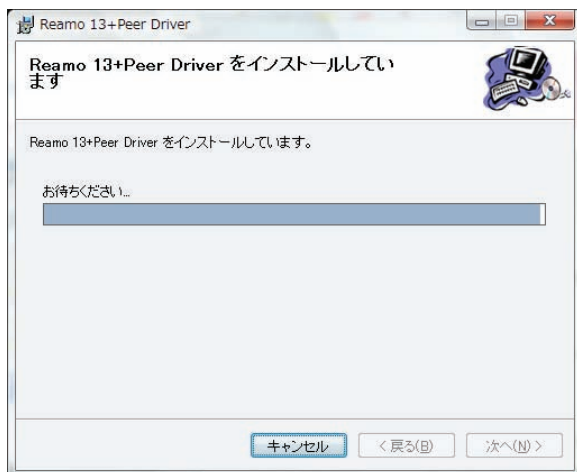 Reamo 13+Peer Driver
Reamo 13+Peer Driver をインストールしてい
ます
Reamo 13+Peer Driver をインストールしています。
お待ちください...
キャンセル
< 戻る(B)
次へ(N) >